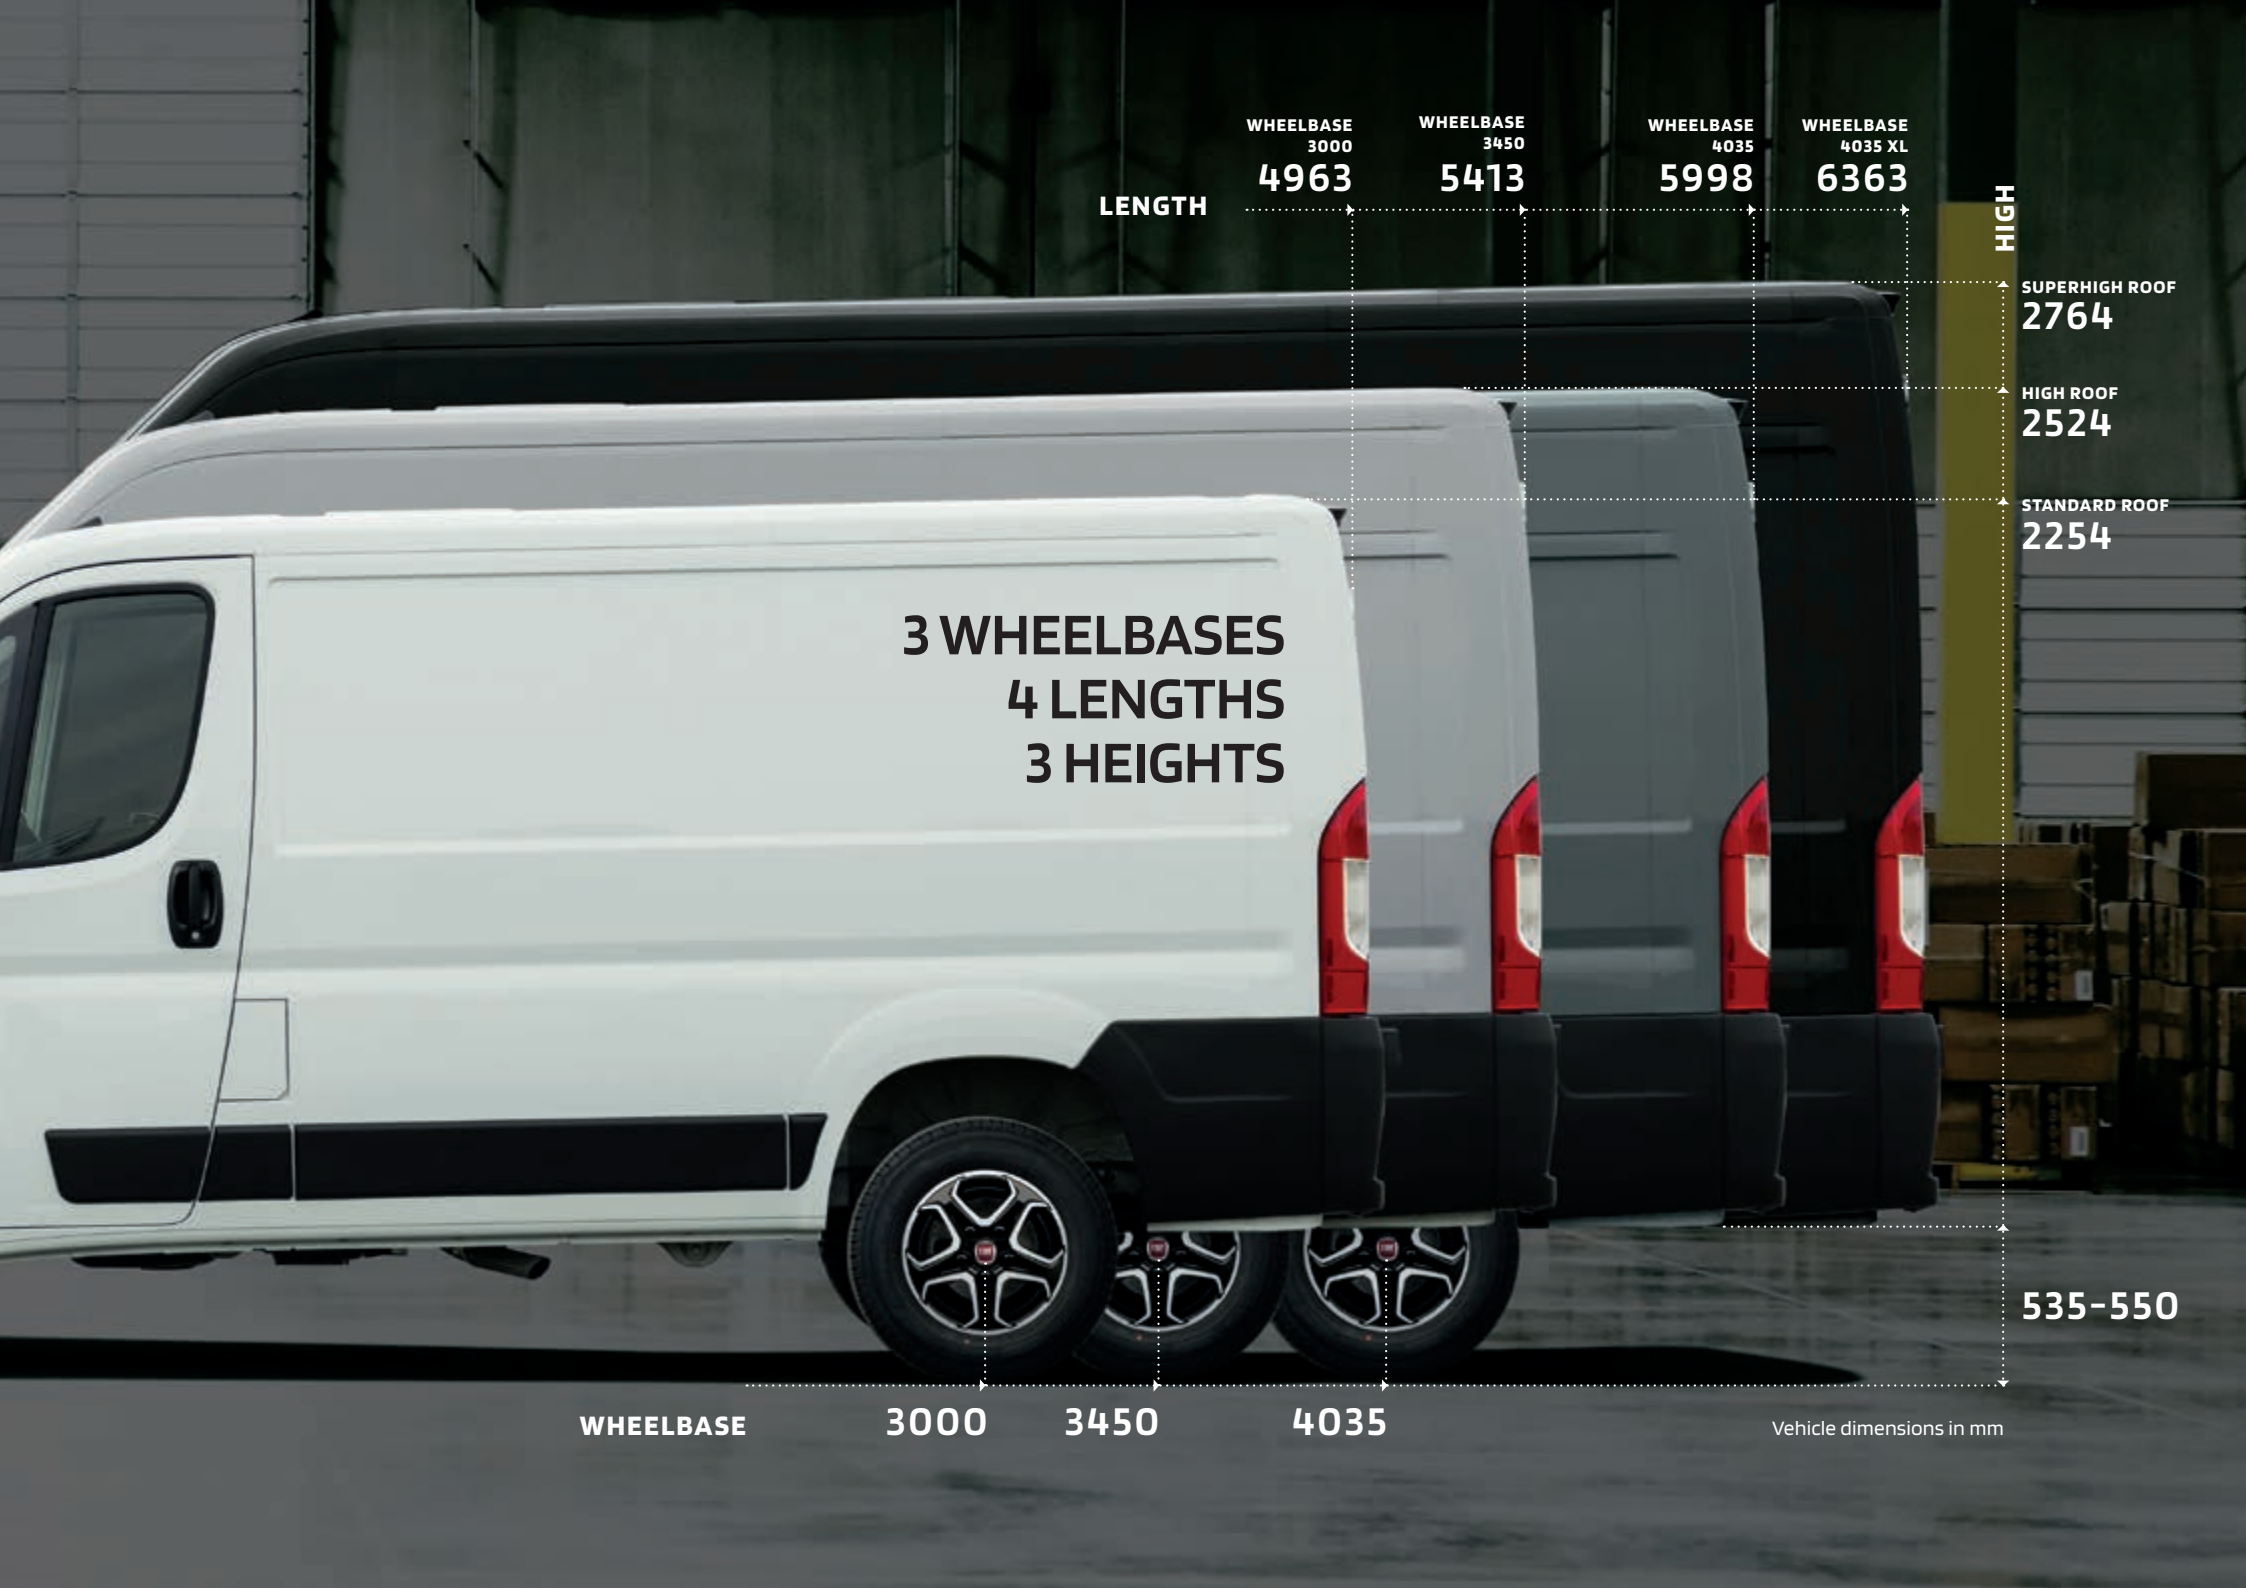 WHEELBASE
3000
4963
WHEELBASE
3450
5413
WHEELBASE
4035
5998
WHEELBASE
4035 XL
6363
LENGTH
HIGH
SUPERHIGH ROOF
2764
HIGH ROOF
2524
STANDARD ROOF
2254
3 WHEELBASES
4 LENGTHS
3 HEIGHTS
535-550
WHEELBASE
3000
3450
4035
Vehicle dimensions in mm